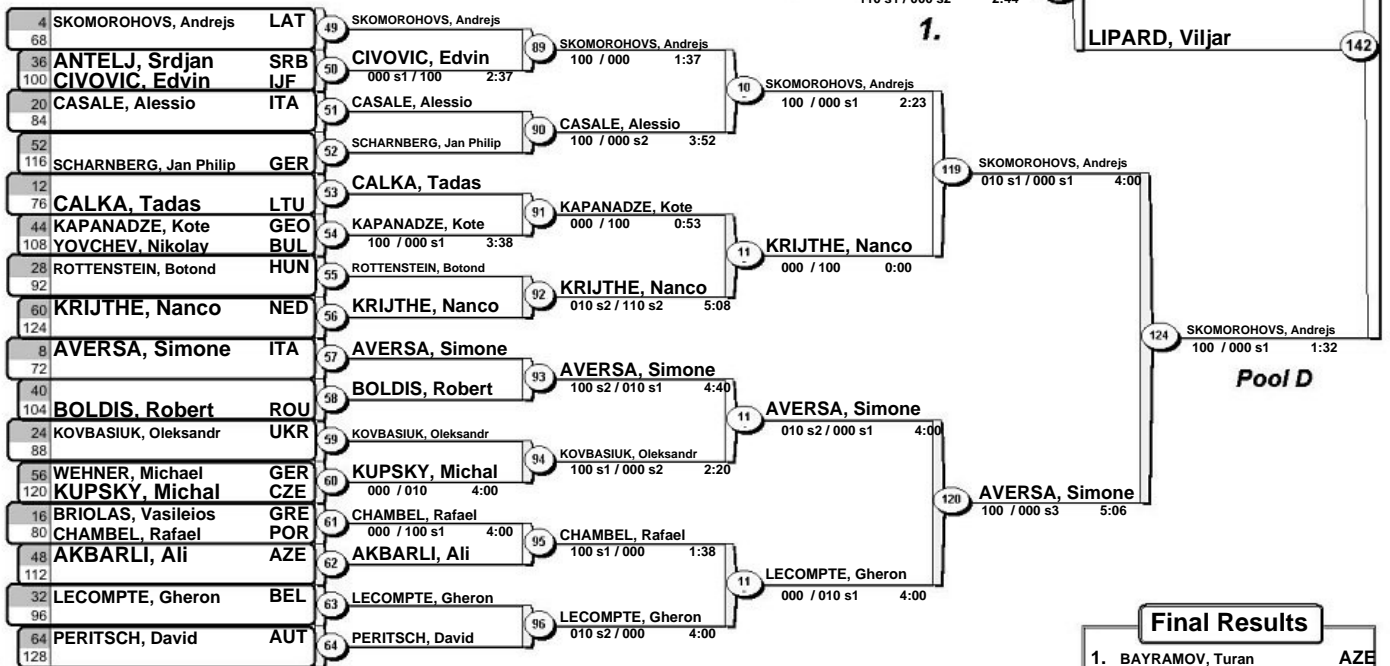 110 s1 / 000 s2 2:44
1.
LIPARD, Viljar
142
4 SKOMOROHOVS, Andrejs LAT
68
36 ANTELJ, Srdjan SRB
100 CIVOVIC, Edvin IJF
20 CASALE, Alessio ITA
84
52
116 SCHARNBERG, Jan Philip GER
12
76 CALKA, Tadas LTU
44 KAPANADZE, Kote GEO
108 YOVCHEV, Nikolay BUL
28 ROTTENSTEIN, Botond HUN
92
60 KRIJTHE, Nanco NED
124
8 AVERSA, Simone ITA
72
40
104 BOLDIS, Robert ROU
24 KOVBASIUK, Oleksandr UKR
88
56 WEHNER, Michael GER
120 KUPSKY, Michal CZE
16 BRIOLAS, Vasileios GRE
80 CHAMBEL, Rafael POR
48 AKBARLI, Ali AZE
112
32 LECOMPTE, Gheron BEL
96
64 PERITSCH, David AUT
128
49 SKOMOROHOVS, Andrejs
50 CIVOVIC, Edvin
000 s1 / 100 2:37
51 CASALE, Alessio
52 SCHARNBERG, Jan Philip
53 CALKA, Tadas
54 KAPANADZE, Kote
100 / 000 s1 3:38
55 ROTTENSTEIN, Botond
56 KRIJTHE, Nanco
57 AVERSA, Simone
58 BOLDIS, Robert
59 KOVBASIUK, Oleksandr
60 KUPSKY, Michal
000 / 010 4:00
61 CHAMBEL, Rafael
000 / 100 s1 4:00
62 AKBARLI, Ali
63 LECOMPTE, Gheron
64 PERITSCH, David
89 SKOMOROHOVS, Andrejs
100 / 000 1:37
90 CASALE, Alessio
100 / 000 s2 3:52
91 KAPANADZE, Kote
000 / 100 0:53
92 KRIJTHE, Nanco
010 s2 / 110 s2 5:08
93 AVERSA, Simone
100 s2 / 010 s1 4:40
94 KOVBASIUK, Oleksandr
100 s1 / 000 s2 2:20
95 CHAMBEL, Rafael
100 s1 / 000 1:38
96 LECOMPTE, Gheron
010 s2 / 000 4:00
10 SKOMOROHOVS, Andrejs
100 / 000 s1 2:23
11 KRIJTHE, Nanco
000 / 100 0:00
11 AVERSA, Simone
010 s2 / 000 s1 4:00
11 LECOMPTE, Gheron
000 / 010 s1 4:00
119 SKOMOROHOVS, Andrejs
010 s1 / 000 s1 4:00
120 AVERSA, Simone
100 / 000 s3 5:06
124 SKOMOROHOVS, Andrejs
100 / 000 s1 1:32
Pool D
Final Results
1. BAYRAMOV, Turan AZE